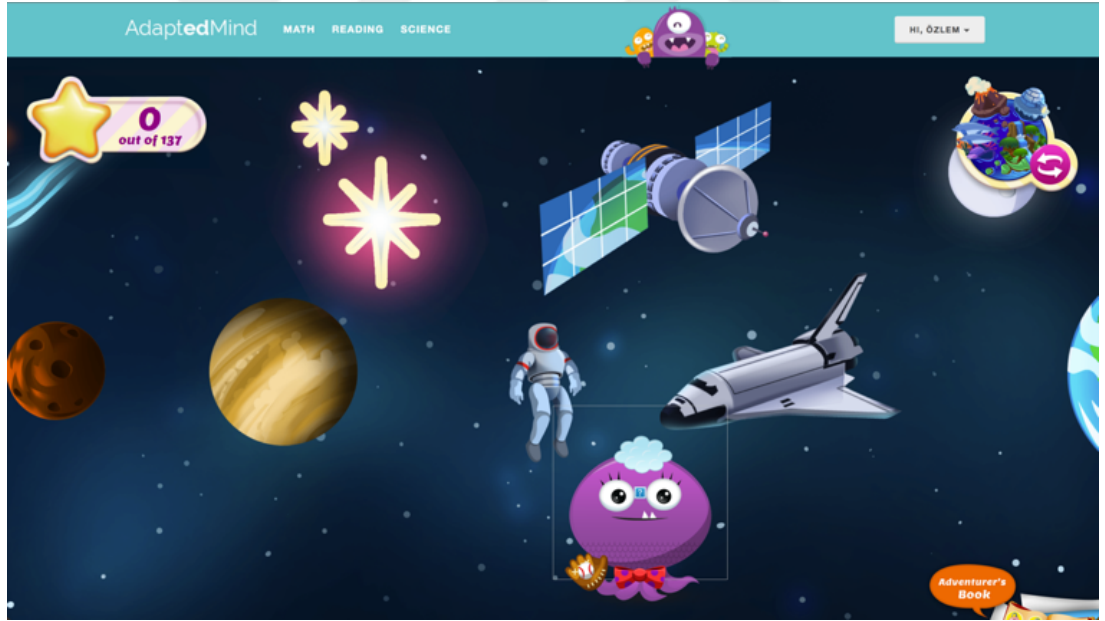 AdaptedMind MATH READING SCIENCE HI, ÖZLEM
0
out of 137
?
Adventurer's
Book